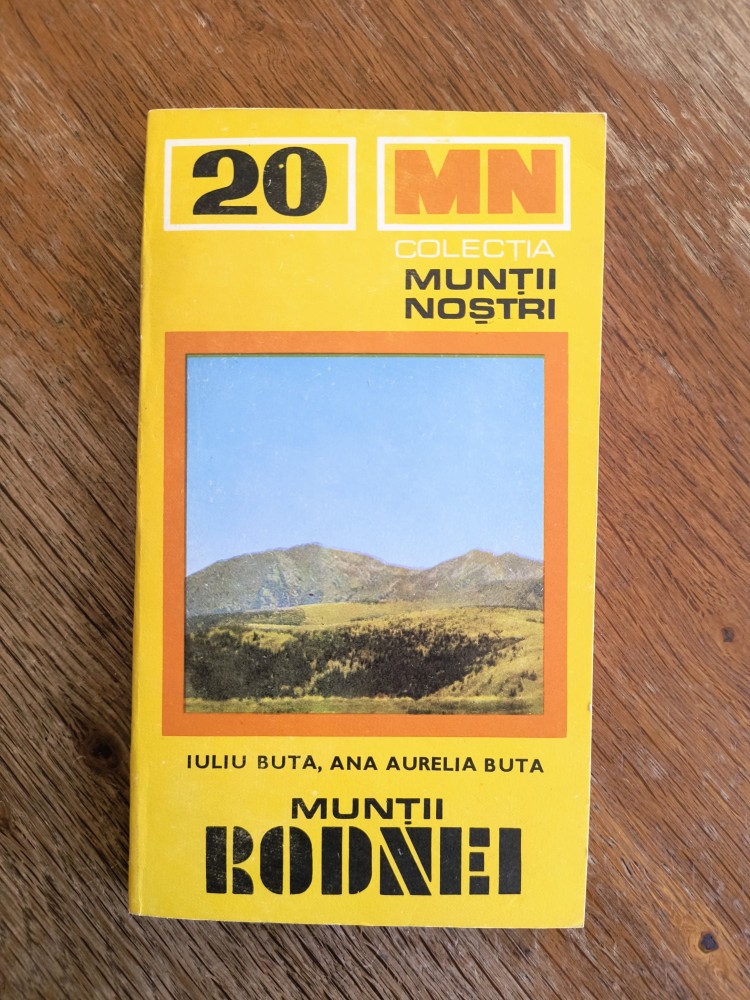 20
MN
COLECȚIA
MUNȚII
NOȘTRI
IULIU BUTA, ANA AURELIA BUTA
MUNȚII
RODNEI